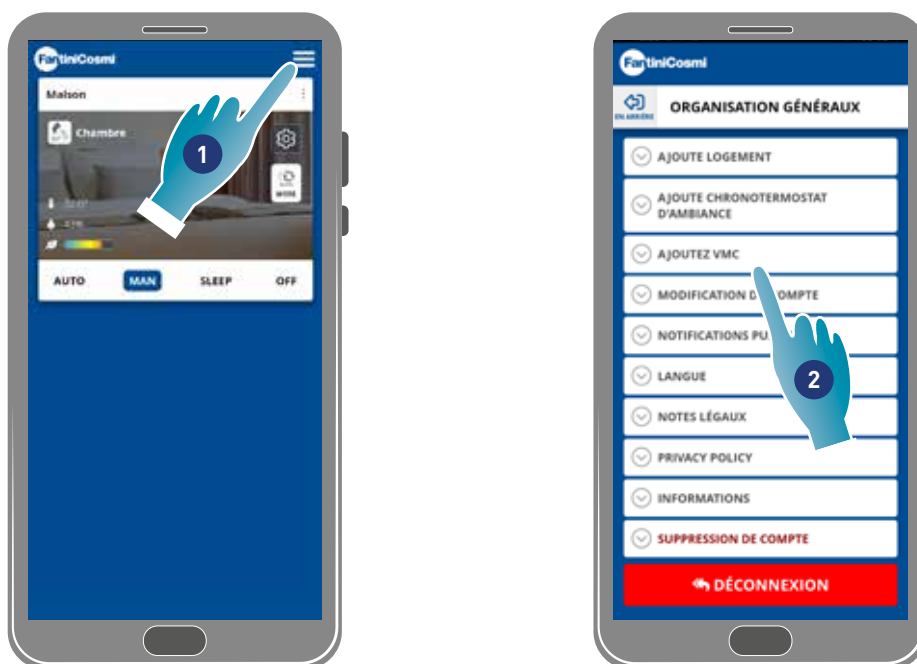 FantiniCosmi
Maison
Chambre
MODE
AUTO MAN SLEEP OFF
1
FantiniCosmi
EN ARRIÈRE
ORGANISATION GÉNÉRAUX
AJOUTE LOGEMENT
AJOUTE CHRONOTERMOSTAT
D'AMBIANCE
AJOUTEZ VMC
MODIFICATION D OMPTE
NOTIFICATIONS PU
LANGUE
2
NOTES LÉGAUX
PRIVACY POLICY
INFORMATIONS
SUPPRESSION DE COMPTE
DÉCONNEXION